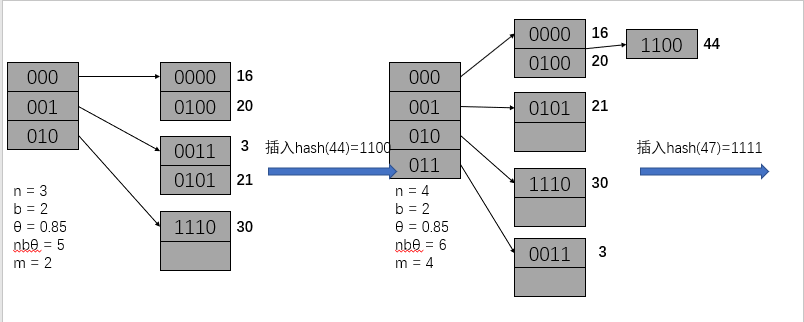 000
001
010
0000 16
0100 20
0011 3
0101 21
1110 30
n = 3
b = 2
θ = 0.85
nbθ = 5
m = 2
插入hash(44)=1100
000
001
010
011
0000 16
0100 20
1100 44
0101 21
1110 30
0011 3
n = 4
b = 2
θ = 0.85
nbθ = 6
m = 4
插入hash(47)=1111